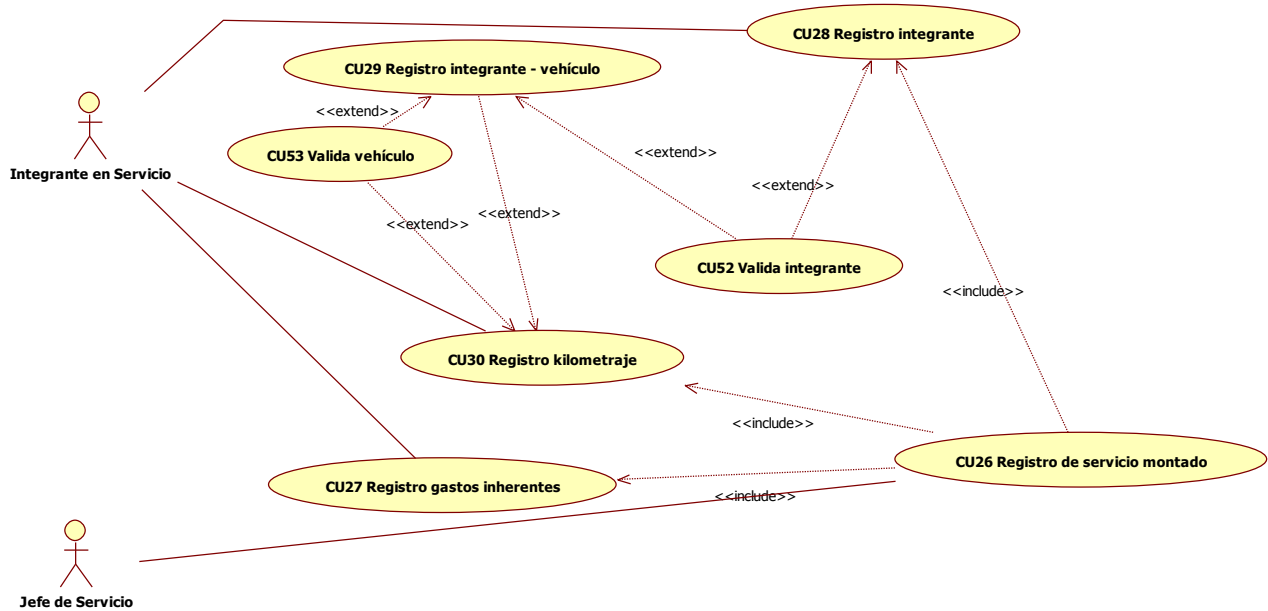 CU28 Registro integrante
CU29 Registro integrante - vehículo
<<extend>>
CU53 Valida vehículo
<<extend>>
Integrante en Servicio
<<extend>>
<<extend>>
<<extend>>
CU52 Valida integrante
<<include>>
CU30 Registro kilometraje
<<include>>
CU26 Registro de servicio montado
CU27 Registro gastos inherentes
<<include>>
Jefe de Servicio